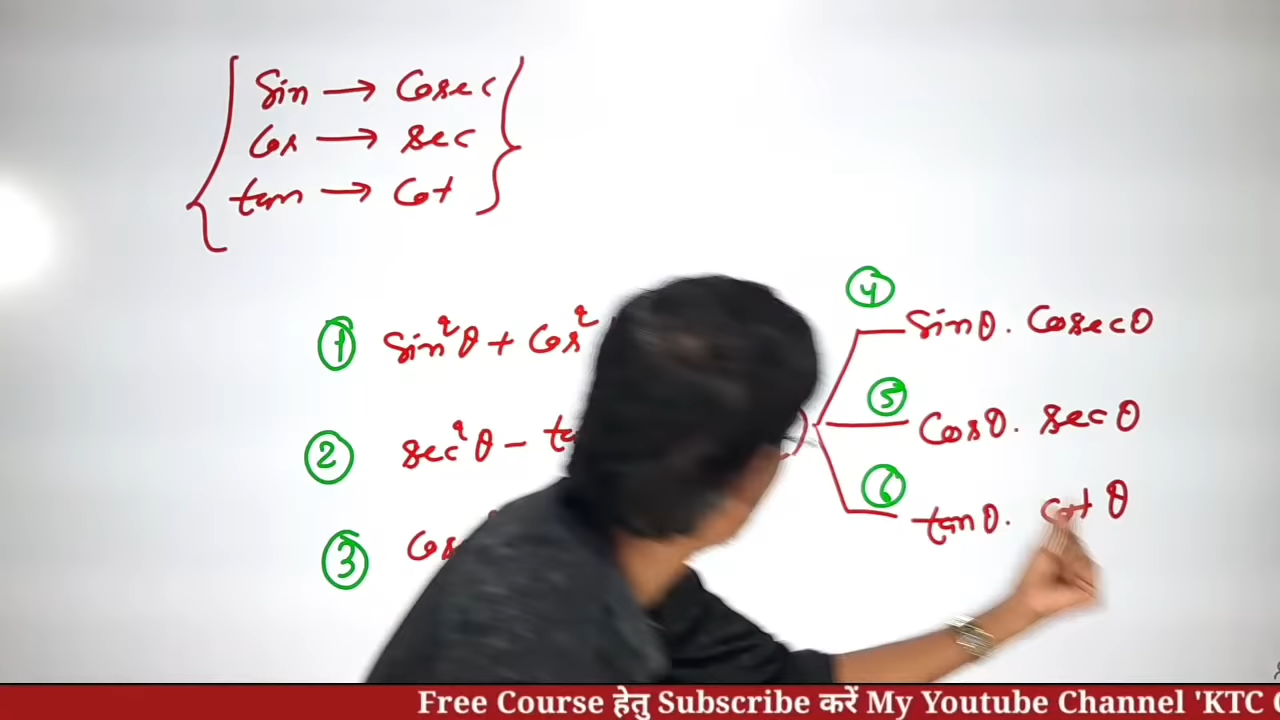 Sin → Cosec
Cos → sec
tan → Cot
① Sin²θ + Cos²
② sec²θ −
③
④ Sinθ . Cosecθ
⑤ Cosθ . secθ
⑥ tanθ . Cot θ
Free Course हेतु Subscribe करें My Youtube Channel 'KTC